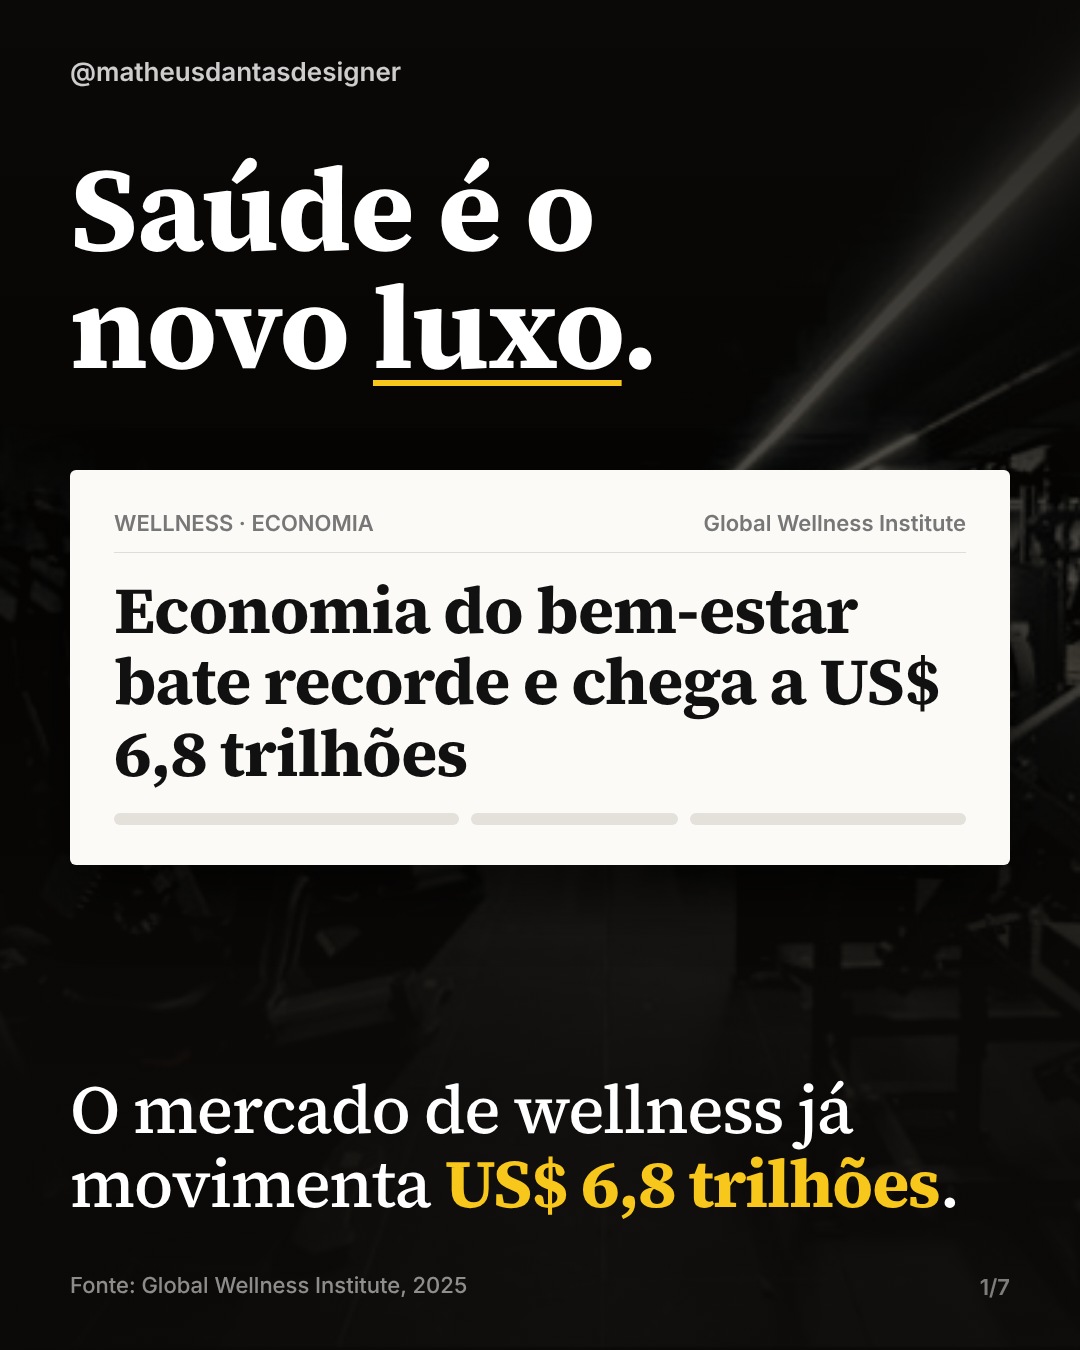 @matheusdantasdesigner
Saúde é o
novo luxo.
WELLNESS · ECONOMIA
Global Wellness Institute
Economia do bem-estar
bate recorde e chega a US$
6,8 trilhões
O mercado de wellness já
movimenta US$ 6,8 trilhões.
Fonte: Global Wellness Institute, 2025
1/7